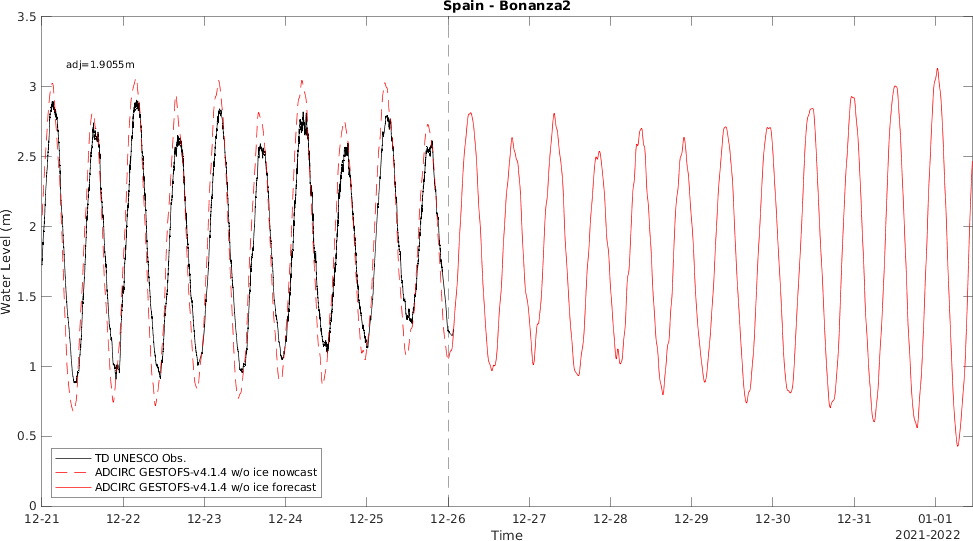 Spain - Bonanza2
adj=1.9055m
3.5
3
2.5
2
1.5
1
0.5
0
Water Level (m)
TD UNESCO Obs.
ADCIRC GESTOFS-v4.1.4 w/o ice nowcast
ADCIRC GESTOFS-v4.1.4 w/o ice forecast
12-21 12-22 12-23 12-24 12-25 12-26 12-27 12-28 12-29 12-30 12-31 01-01
2021-2022
Time